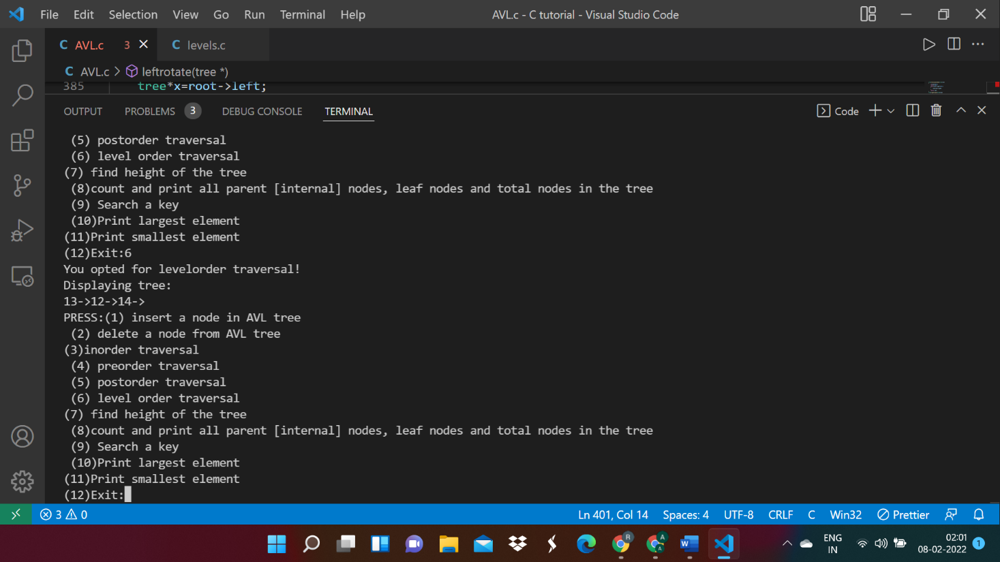 File Edit Selection View Go Run Terminal Help AVL.c - C tutorial - Visual Studio Code
C AVL.c 3 C levels.c
C AVL.c > leftrotate(tree *)
385 tree*x=root->left;
OUTPUT PROBLEMS 3 DEBUG CONSOLE TERMINAL Code
(5) postorder traversal
(6) level order traversal
(7) find height of the tree
(8)count and print all parent [internal] nodes, leaf nodes and total nodes in the tree
(9) Search a key
(10)Print largest element
(11)Print smallest element
(12)Exit:6
You opted for levelorder traversal!
Displaying tree:
13->12->14->
PRESS:(1) insert a node in AVL tree
(2) delete a node from AVL tree
(3)inorder traversal
(4) preorder traversal
(5) postorder traversal
(6) level order traversal
(7) find height of the tree
(8)count and print all parent [internal] nodes, leaf nodes and total nodes in the tree
(9) Search a key
(10)Print largest element
(11)Print smallest element
(12)Exit:
3 0 Ln 401, Col 14 Spaces: 4 UTF-8 CRLF C Win32 Prettier
R A A W ENG 02:01
IN 08-02-2022 1